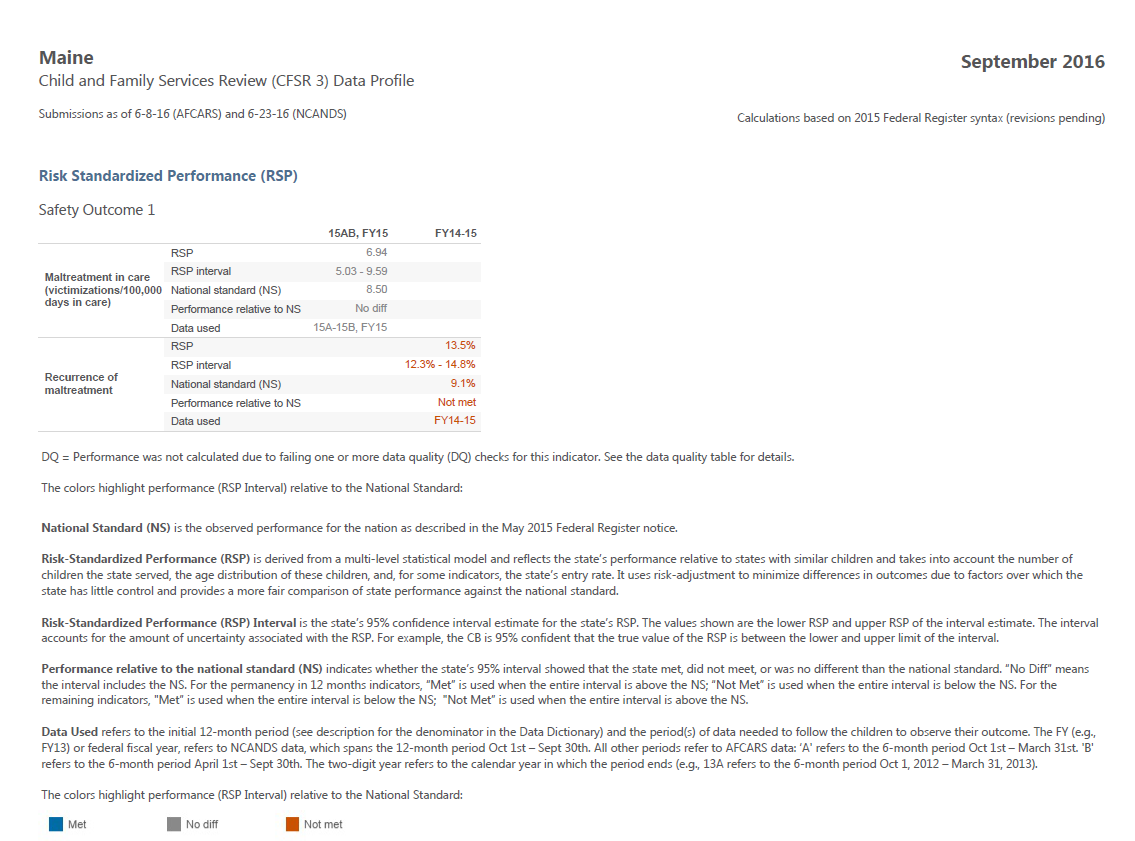 Maine
September 2016
Child and Family Services Review (CFSR 3) Data Profile
Submissions as of 6-8-16 (AFCARS) and 6-23-16 (NCANDS)
Calculations based on 2015 Federal Register syntax (revisions pending)
Risk Standardized Performance (RSP)
Safety Outcome 1
15AB, FY15 FY14-15
Maltreatment in care
(victimizations/100,000
days in care)
RSP 6.94
RSP interval 5.03 - 9.59
National standard (NS) 8.50
Performance relative to NS No diff
Data used 15A-15B, FY15
Recurrence of
maltreatment
RSP 13.5%
RSP interval 12.3% - 14.8%
National standard (NS) 9.1%
Performance relative to NS Not met
Data used FY14-15
DQ = Performance was not calculated due to failing one or more data quality (DQ) checks for this indicator. See the data quality table for details.
The colors highlight performance (RSP Interval) relative to the National Standard:
National Standard (NS) is the observed performance for the nation as described in the May 2015 Federal Register notice.
Risk-Standardized Performance (RSP) is derived from a multi-level statistical model and reflects the state's performance relative to states with similar children and takes into account the number of
children the state served, the age distribution of these children, and, for some indicators, the state's entry rate. It uses risk-adjustment to minimize differences in outcomes due to factors over which the
state has little control and provides a more fair comparison of state performance against the national standard.
Risk-Standardized Performance (RSP) Interval is the state's 95% confidence interval estimate for the state's RSP. The values shown are the lower RSP and upper RSP of the interval estimate. The interval
accounts for the amount of uncertainty associated with the RSP. For example, the CB is 95% confident that the true value of the RSP is between the lower and upper limit of the interval.
Performance relative to the national standard (NS) indicates whether the state's 95% interval showed that the state met, did not meet, or was no different than the national standard. "No Diff" means
the interval includes the NS. For the permanency in 12 months indicators, "Met" is used when the entire interval is above the NS; "Not Met" is used when the entire interval is below the NS. For the
remaining indicators, "Met" is used when the entire interval is below the NS; "Not Met" is used when the entire interval is above the NS.
Data Used refers to the initial 12-month period (see description for the denominator in the Data Dictionary) and the period(s) of data needed to follow the children to observe their outcome. The FY (e.g.,
FY13) or federal fiscal year, refers to NCANDS data, which spans the 12-month period Oct 1st – Sept 30th. All other periods refer to AFCARS data: 'A' refers to the 6-month period Oct 1st – March 31st. 'B'
refers to the 6-month period April 1st – Sept 30th. The two-digit year refers to the calendar year in which the period ends (e.g., 13A refers to the 6-month period Oct 1, 2012 – March 31, 2013).
The colors highlight performance (RSP Interval) relative to the National Standard:
Met No diff Not met